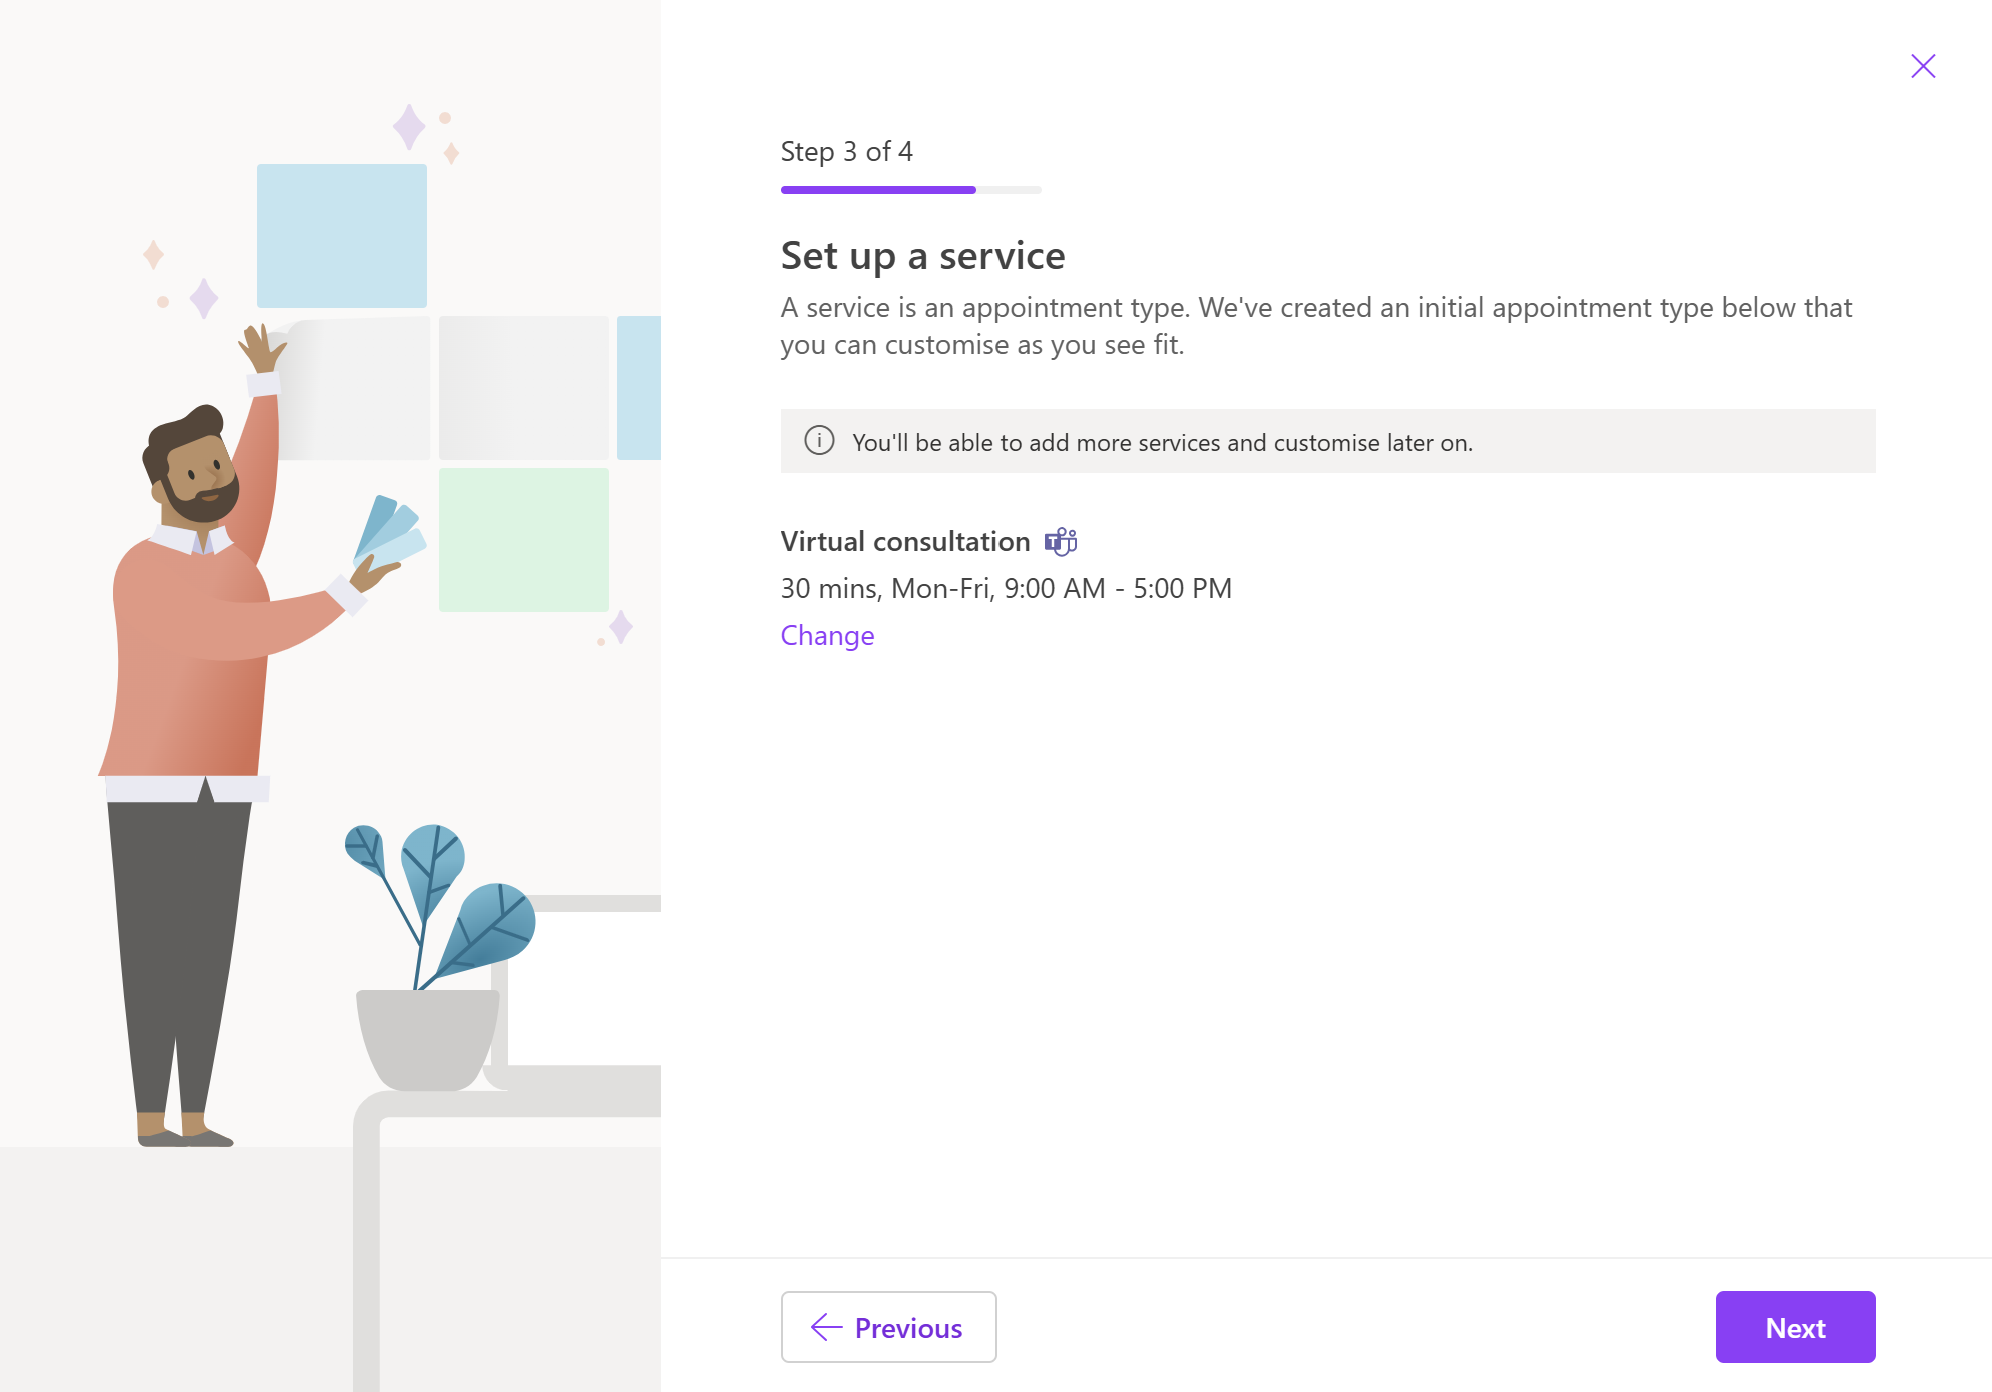 Step 3 of 4
Set up a service
A service is an appointment type. We've created an initial appointment type below that
you can customise as you see fit.
You'll be able to add more services and customise later on.
Virtual consultation
30 mins, Mon-Fri, 9:00 AM - 5:00 PM
Change
Previous
Next